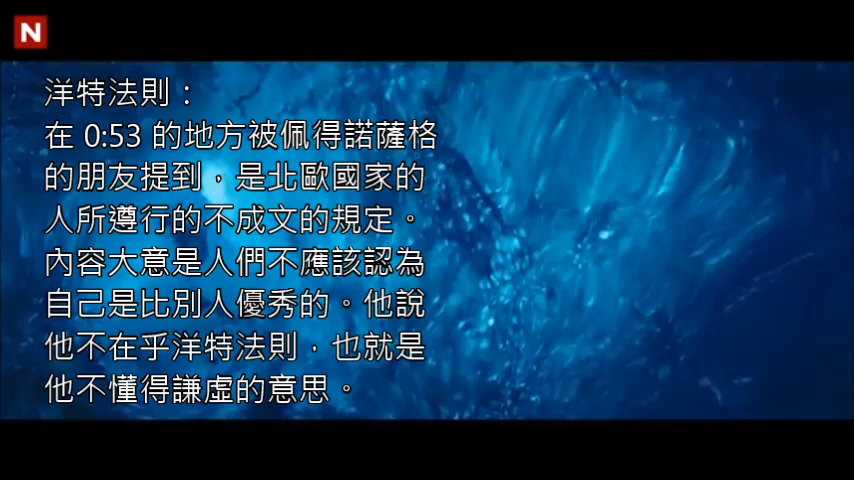 N
洋特法則：
在 0:53 的地方被佩得諾薩格
的朋友提到，是北歐國家的
人所遵行的不成文的規定。
內容大意是人們不應該認為
自己是比別人優秀的。他說
他不在乎洋特法則，也就是
他不懂得謙虛的意思。